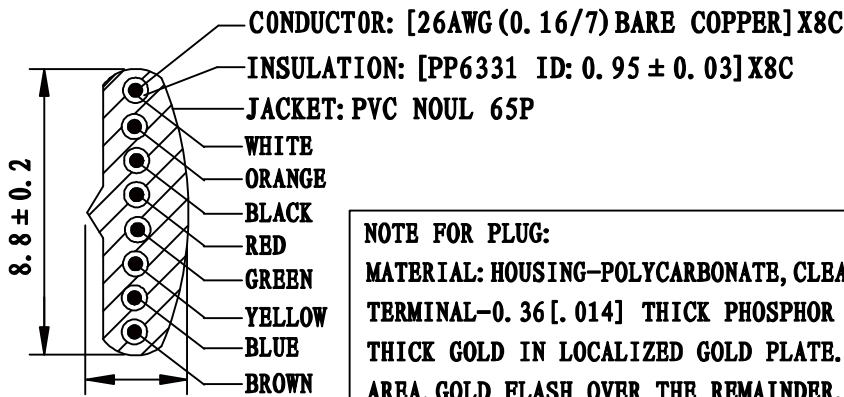 CONDUCTOR: [26AWG(0.16/7) BARE COPPER]X8C
INSULATION: [PP6331 ID: 0.95±0.03]X8C
JACKET: PVC NOUL 65P
WHITE
ORANGE
BLACK
RED
GREEN
YELLOW
BLUE
BROWN
8.8±0.2
NOTE FOR PLUG:
MATERIAL: HOUSING-POLYCARBONATE, CLEA
TERMINAL-0.36[.014] THICK PHOSPHOR
THICK GOLD IN LOCALIZED GOLD PLATE.
AREA, GOLD FLASH OVER THE REMAINDER.